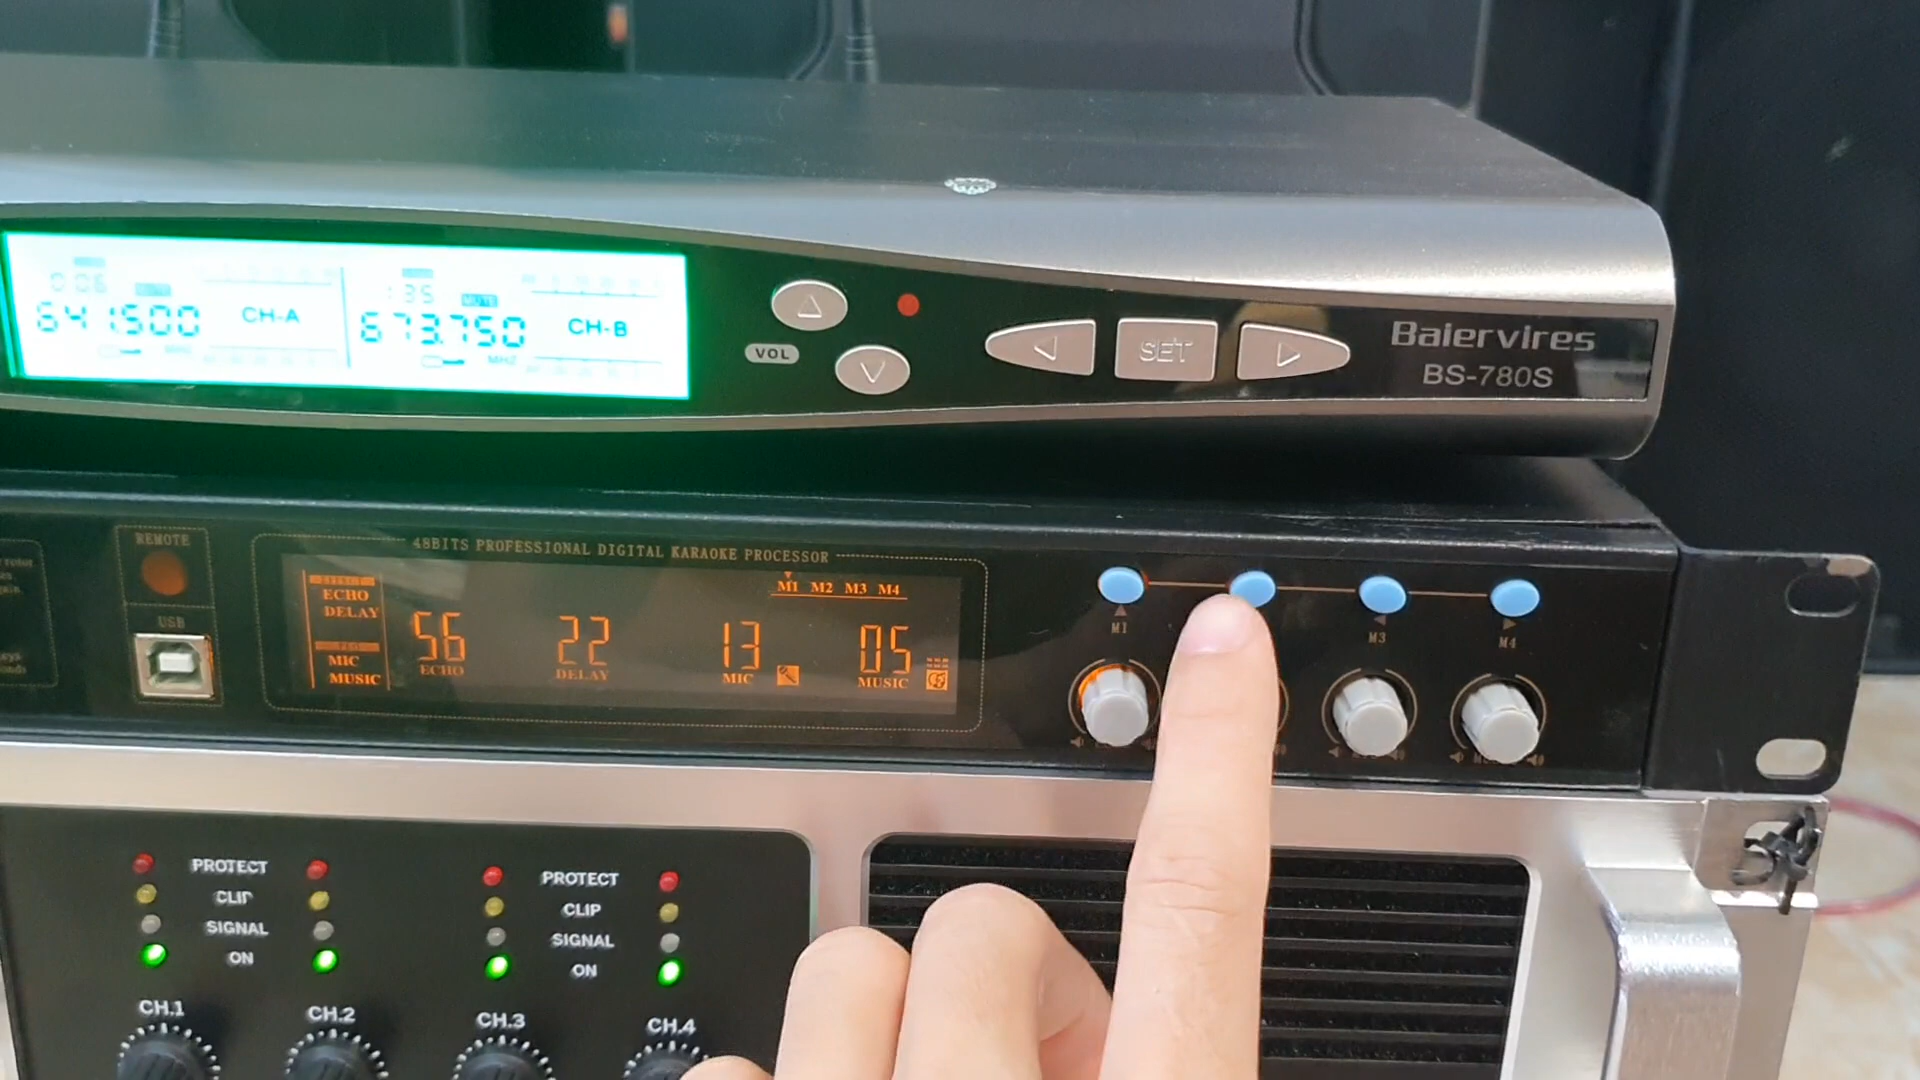 641.500
CH-A
135
MUTE
673.750
CH-B
MHZ
VOL
SET
Baiervires
BS-780S
REMOTE
USB
48BITS PROFESSIONAL DIGITAL KARAOKE PROCESSOR
M1 M2 M3 M4
ECHO
DELAY
MIC
MUSIC
56
ECHO
22
DELAY
13
MIC
05
MUSIC
M1
M3
M4
PROTECT
CLIP
SIGNAL
ON
PROTECT
CLIP
SIGNAL
ON
CH.1
CH.2
CH.3
CH.4